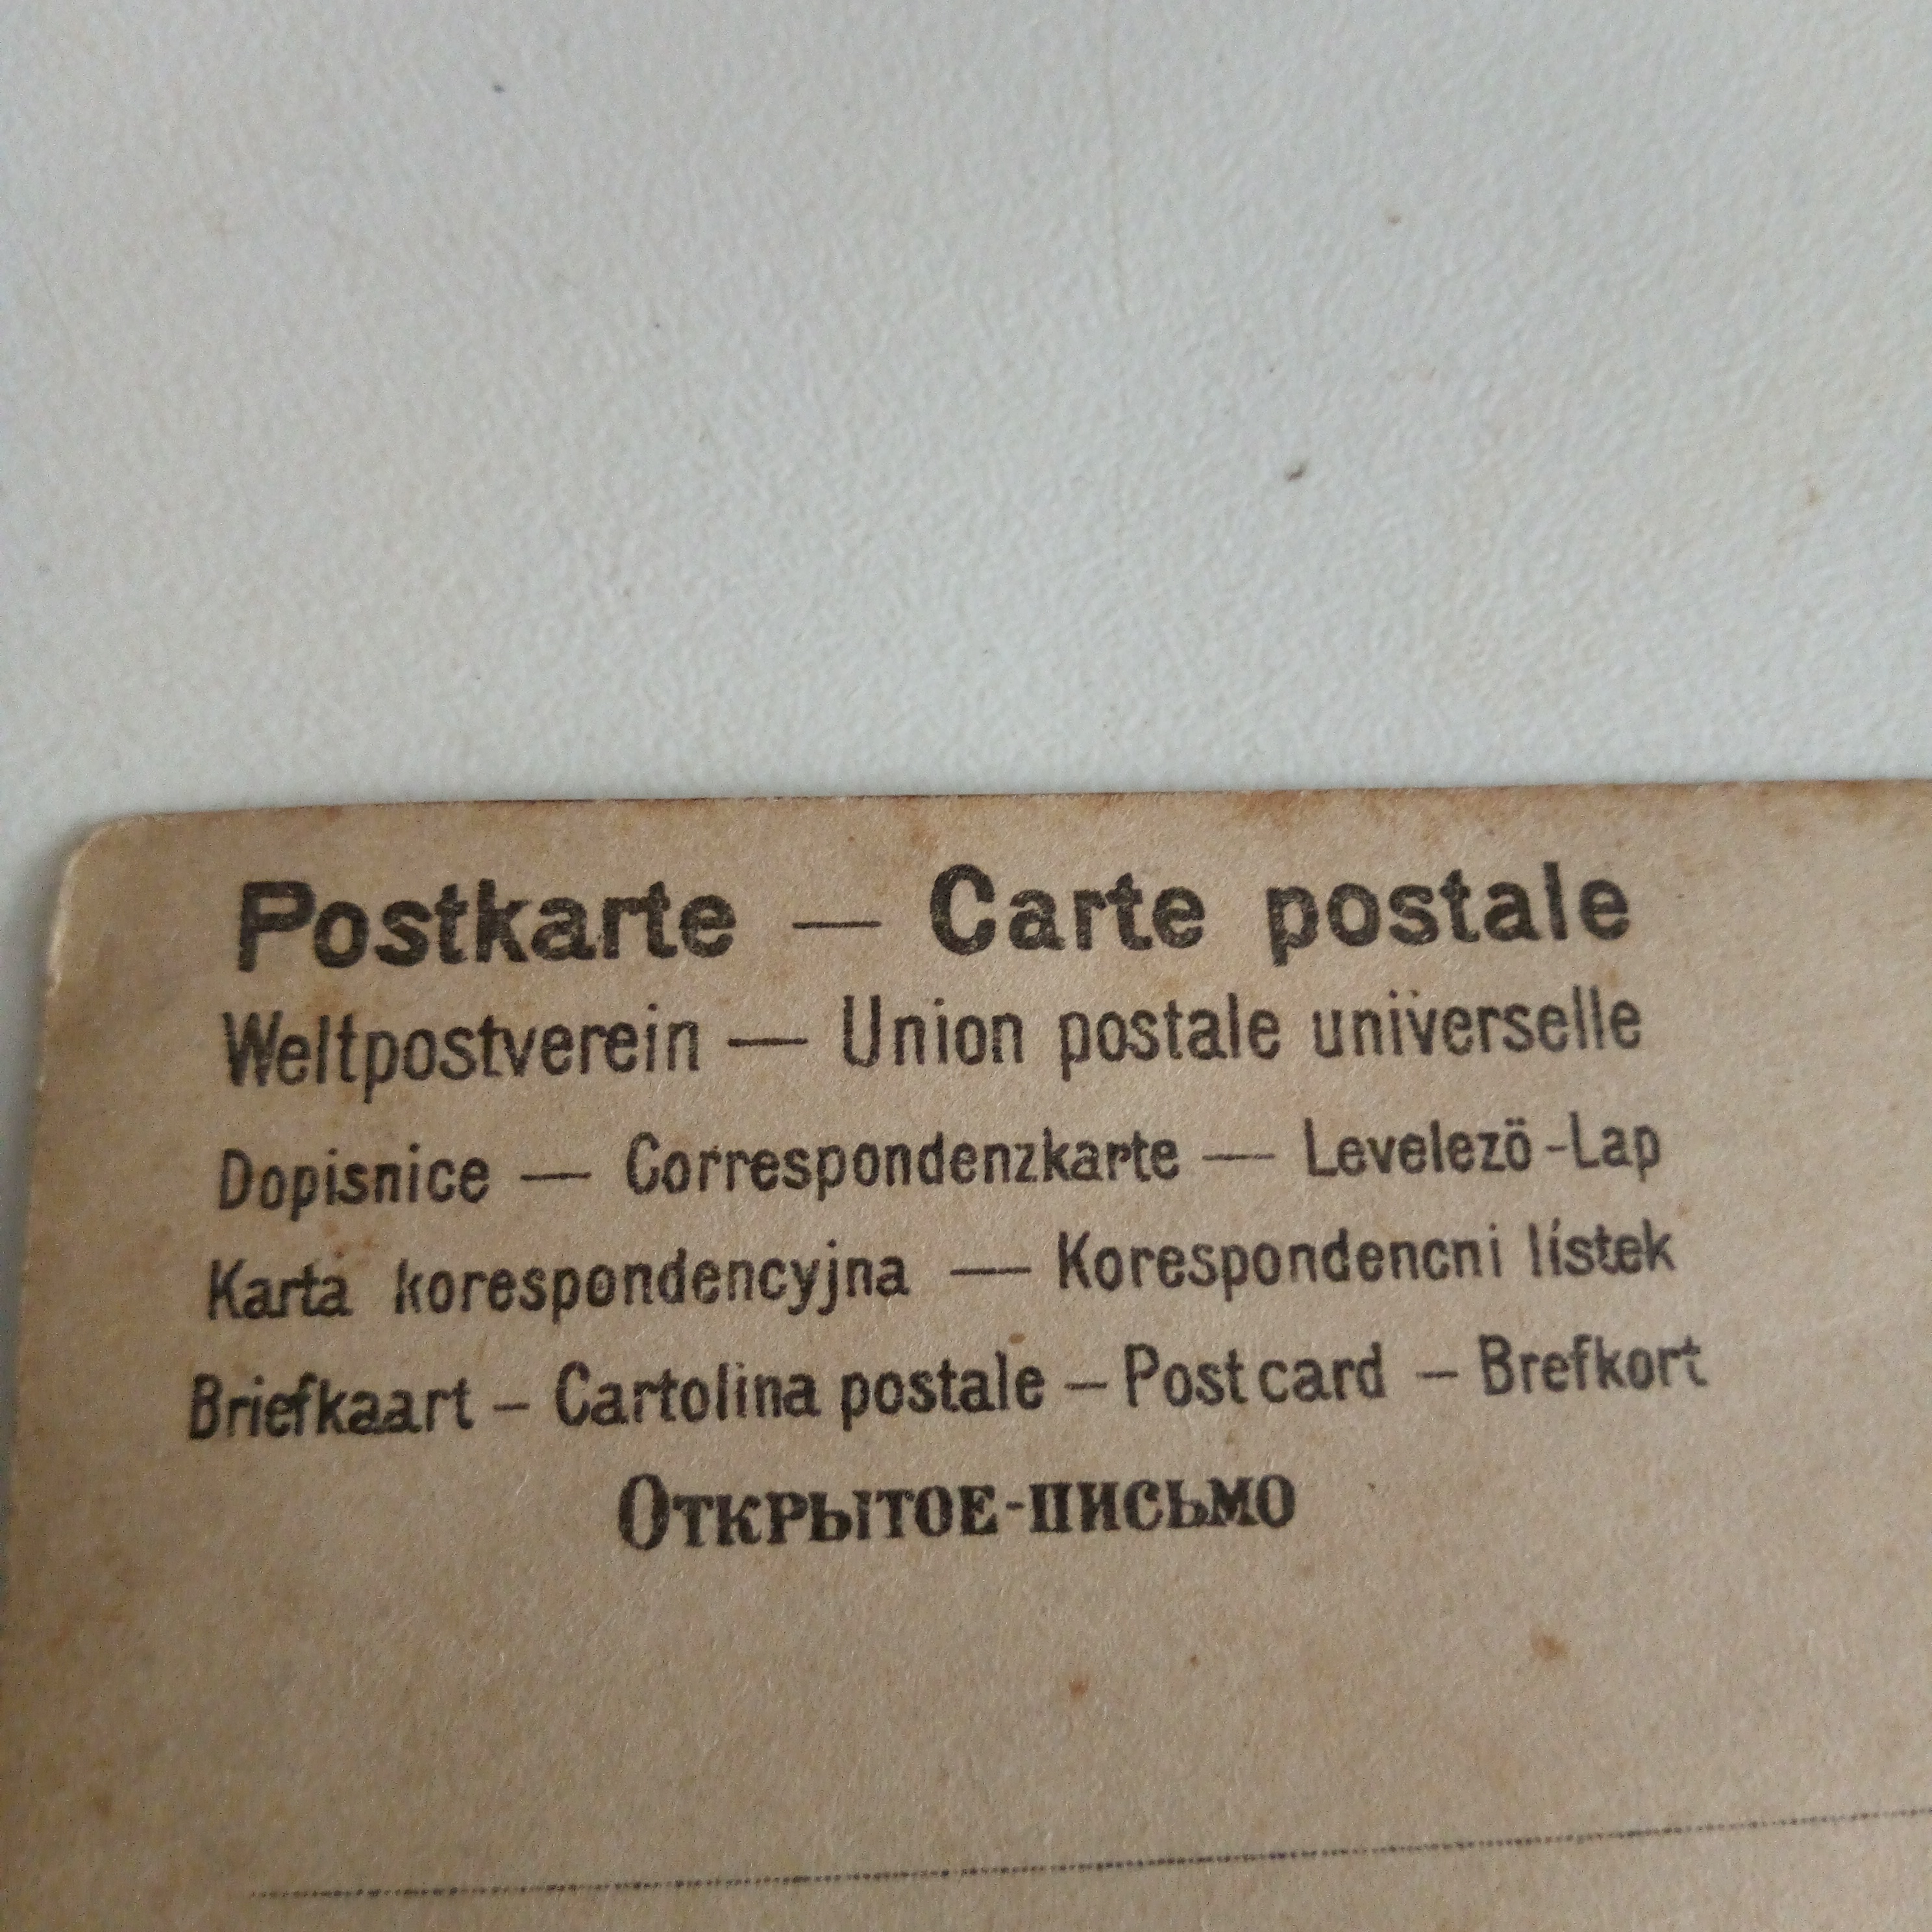 Postkarte — Carte postale
Weltpostverein — Union postale universelle
Dopisnice — Correspondenzkarte — Levelezö-Lap
Karta korespondencyjna — Korespondencni lístek
Briefkaart – Cartolina postale – Post card – Brefkort
Открытое-письмо